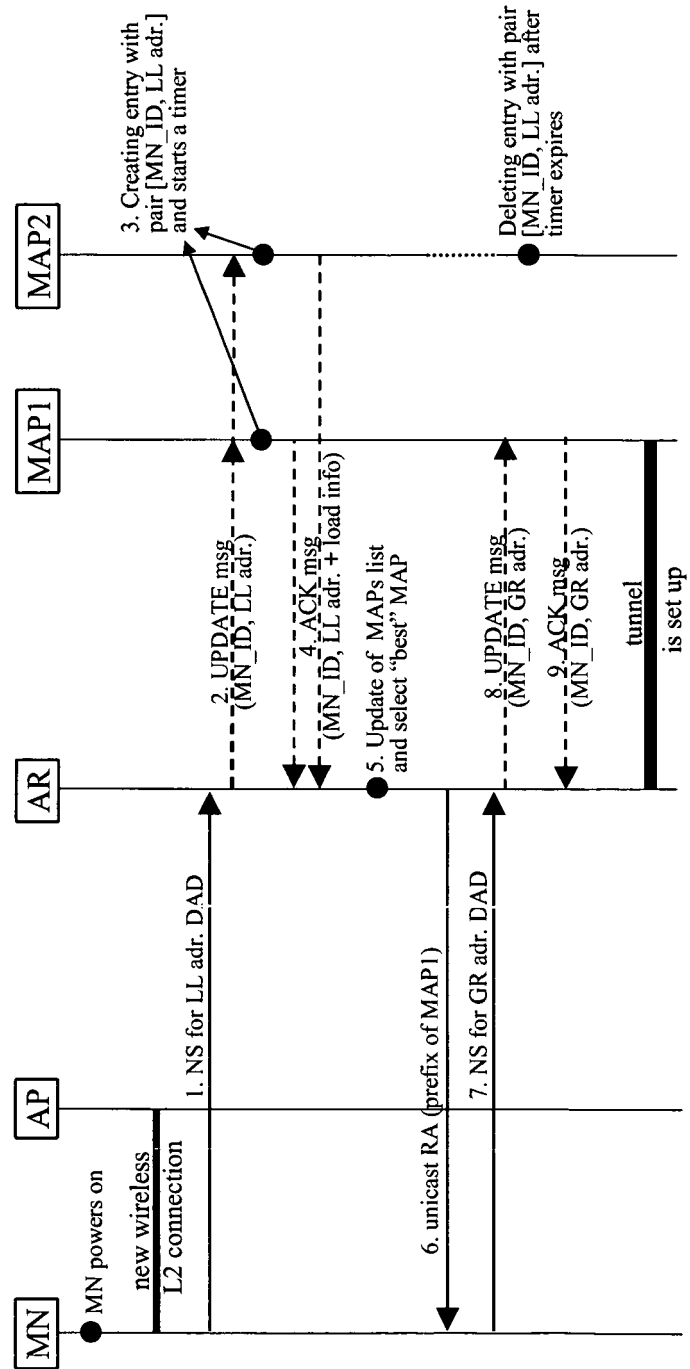 MN
AP
AR
MAP1
MAP2
MN powers on
new wireless
L2 connection
1. NS for LL adr. DAD
2. UPDATE msg
(MN_ID, LL adr.)
3. Creating entry with
pair [MN_ID, LL adr.]
and starts a timer
4. ACK msg
(MN_ID, LL adr. + load info)
5. Update of MAPs list
and select “best” MAP
6. unicast RA (prefix of MAP1)
7. NS for GR adr. DAD
8. UPDATE msg
(MN_ID, GR adr.)
9. ACK msg
(MN_ID, GR adr.)
Deleting entry with pair
[MN_ID, LL adr.] after
timer expires
tunnel
is set up